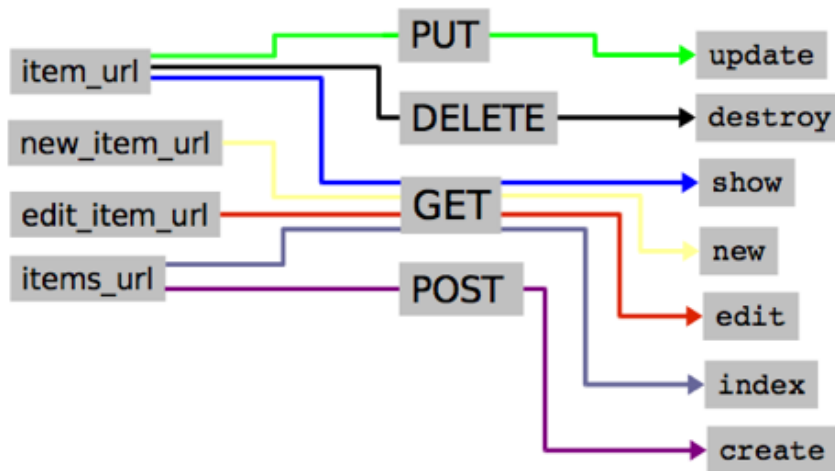 item_url
new_item_url
edit_item_url
items_url
PUT
DELETE
GET
POST
update
destroy
show
new
edit
index
create